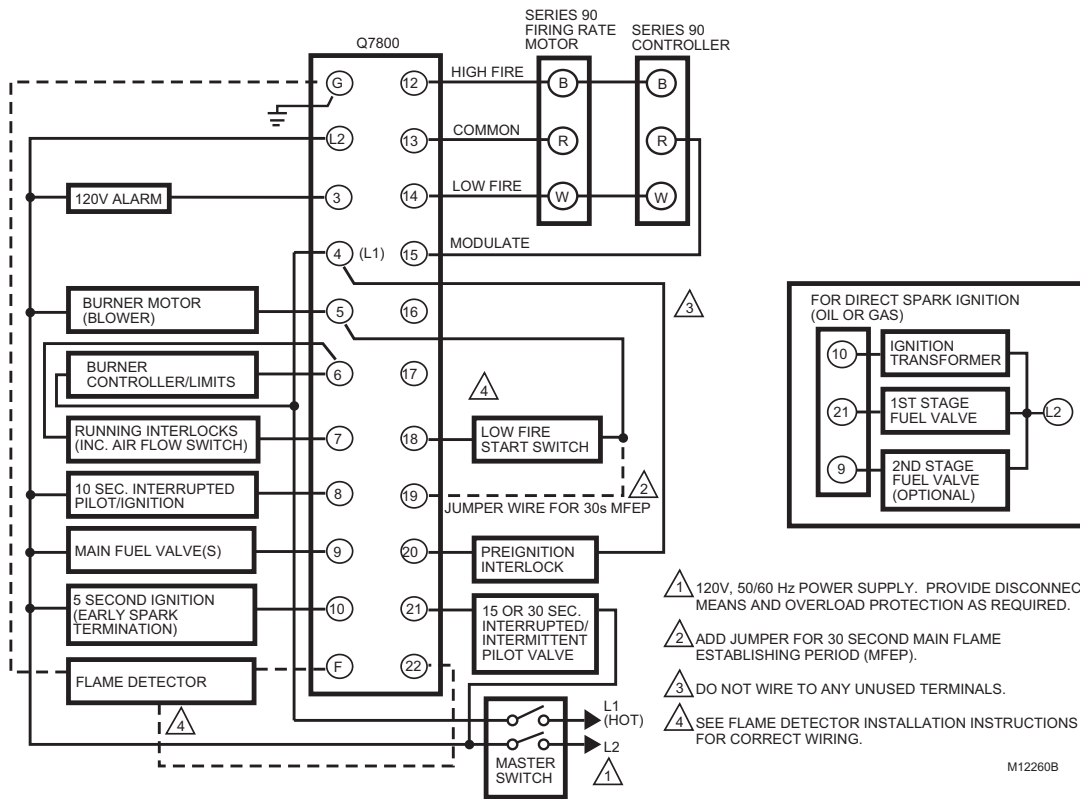 SERIES 90
FIRING RATE
MOTOR
SERIES 90
CONTROLLER
Q7800
G
12
HIGH FIRE
B
B
L2
13
COMMON
R
R
120V ALARM
3
14
LOW FIRE
W
W
4
(L1)
15
MODULATE
3
BURNER MOTOR
(BLOWER)
5
16
BURNER
CONTROLLER/LIMITS
6
17
4
RUNNING INTERLOCKS
(INC. AIR FLOW SWITCH)
7
18
LOW FIRE
START SWITCH
10 SEC. INTERRUPTED
PILOT/IGNITION
8
19
2
JUMPER WIRE FOR 30s MFEP
MAIN FUEL VALVE(S)
9
20
PREIGNITION
INTERLOCK
5 SECOND IGNITION
(EARLY SPARK
TERMINATION)
10
21
15 OR 30 SEC.
INTERRUPTED/
INTERMITTENT
PILOT VALVE
FLAME DETECTOR
F
22
4
L1
(HOT)
L2
MASTER
SWITCH
1
FOR DIRECT SPARK IGNITION
(OIL OR GAS)
10
IGNITION
TRANSFORMER
21
1ST STAGE
FUEL VALVE
L2
9
2ND STAGE
FUEL VALVE
(OPTIONAL)
1 120V, 50/60 Hz POWER SUPPLY. PROVIDE DISCONNEC
MEANS AND OVERLOAD PROTECTION AS REQUIRED.
2 ADD JUMPER FOR 30 SECOND MAIN FLAME
ESTABLISHING PERIOD (MFEP).
3 DO NOT WIRE TO ANY UNUSED TERMINALS.
4 SEE FLAME DETECTOR INSTALLATION INSTRUCTIONS
FOR CORRECT WIRING.
M12260B